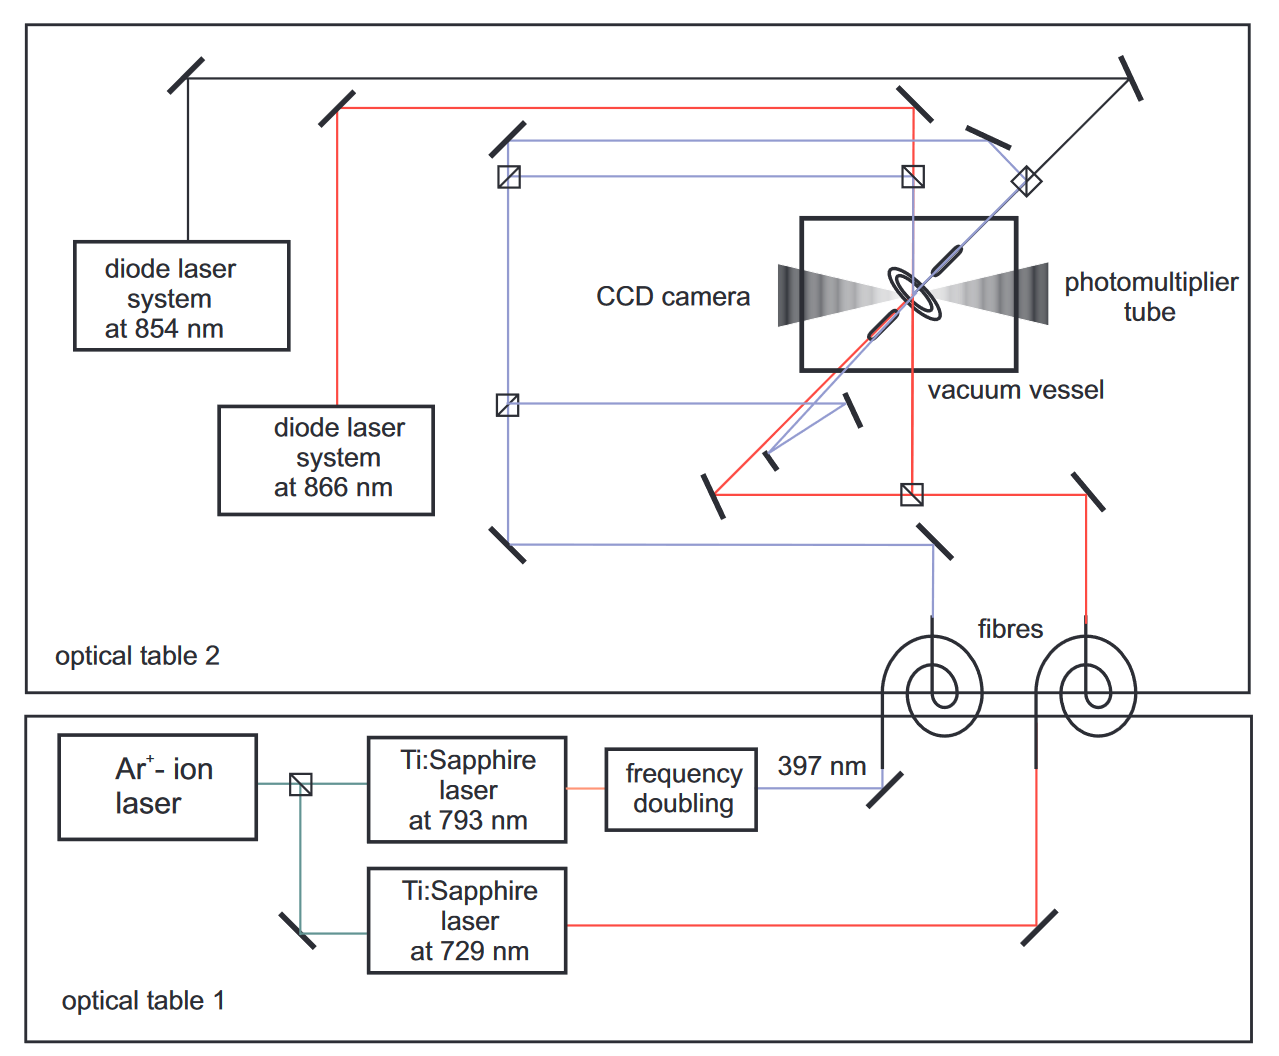 diode laser
system
at 854 nm
diode laser
system
at 866 nm
CCD camera
photomultiplier
tube
vacuum vessel
fibres
optical table 2
Ar⁺- ion
laser
Ti:Sapphire
laser
at 793 nm
frequency
doubling
397 nm
Ti:Sapphire
laser
at 729 nm
optical table 1